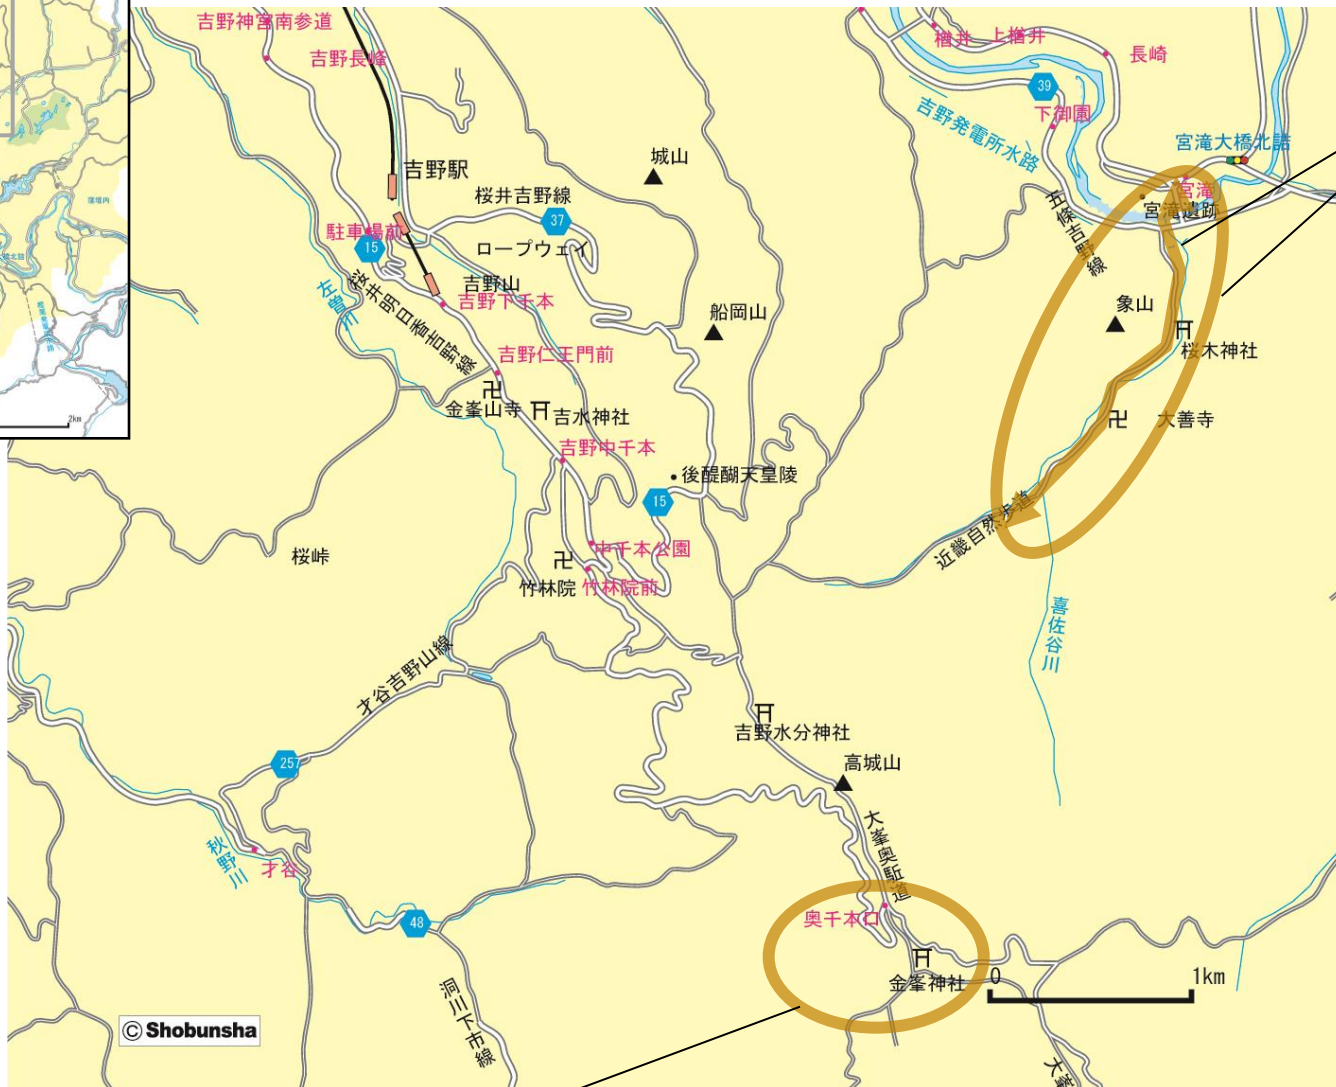 吉野神宮南参道
吉野長峰
檜井
上檜井
長崎
39
下御園
吉野発電所水路
宮滝大橋北詰
窪垣内
城山
吉野駅
宮滝
宮滝遺跡
桜井吉野線
37
五條吉野線
駐車場前
15
ロープウェイ
吉野山
左曽川
桜井明日香吉野線
吉野下千本
船岡山
象山
桜木神社
吉野仁王門前
金峯山寺
吉水神社
大善寺
2km
吉野中千本
後醍醐天皇陵
15
近畿自然歩道
桜峠
中千本公園
竹林院
竹林院前
喜佐谷川
才谷吉野山線
吉野水分神社
257
高城山
大峯奥駈道
秋野川
才谷
48
奥千本口
金峯神社
0
1km
洞川下市線
© Shobunsha
大峯